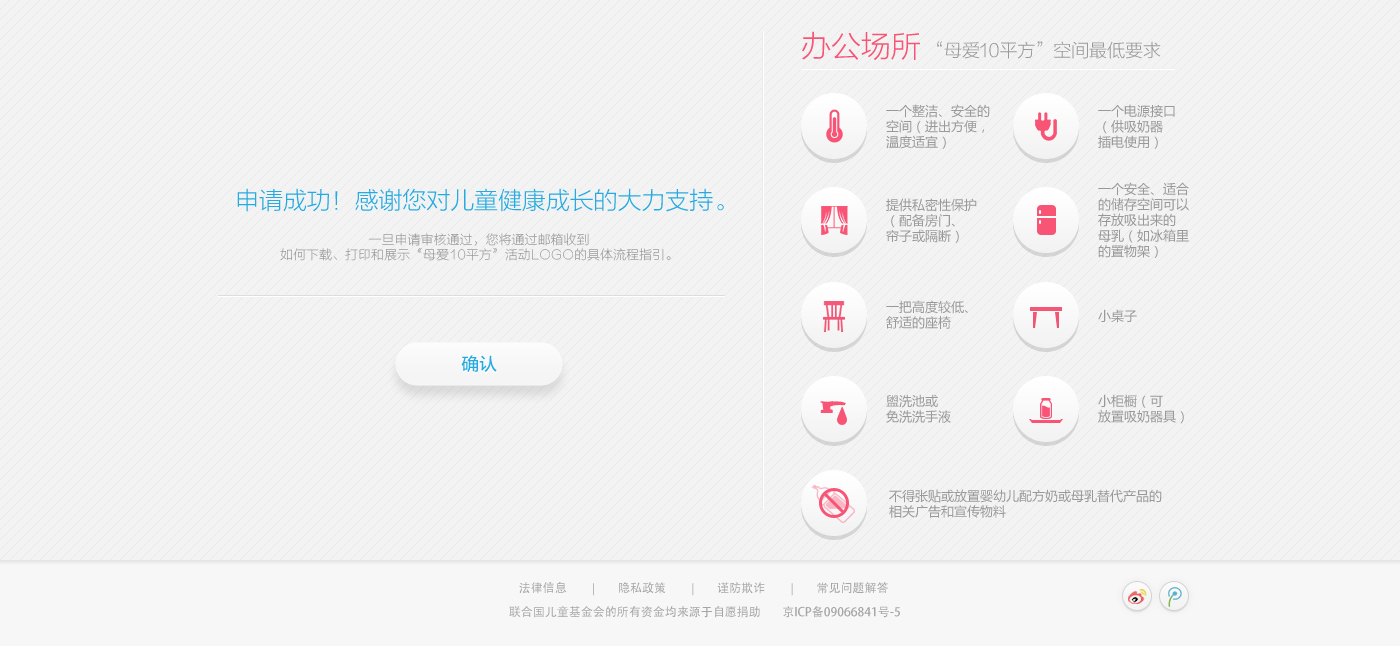 申请成功！感谢您对儿童健康成长的大力支持。
一旦申请审核通过，您将通过邮箱收到
如何下载、打印和展示“母爱10平方”活动LOGO的具体流程指引。
确认
办公场所 “母爱10平方”空间最低要求
一个整洁、安全的
空间（进出方便，
温度适宜）
一个电源接口
（供吸奶器
插电使用）
提供私密性保护
（配备房门、
帘子或隔断）
一个安全、适合
的储存空间可以
存放吸出来的
母乳（如冰箱里
的置物架）
一把高度较低、
舒适的座椅
小桌子
盥洗池或
免洗洗手液
小柜橱（可
放置吸奶器具）
不得张贴或放置婴幼儿配方奶或母乳替代产品的
相关广告和宣传物料
法律信息 | 隐私政策 | 谨防欺诈 | 常见问题解答
联合国儿童基金会的所有资金均来源于自愿捐助 京ICP备09066841号-5